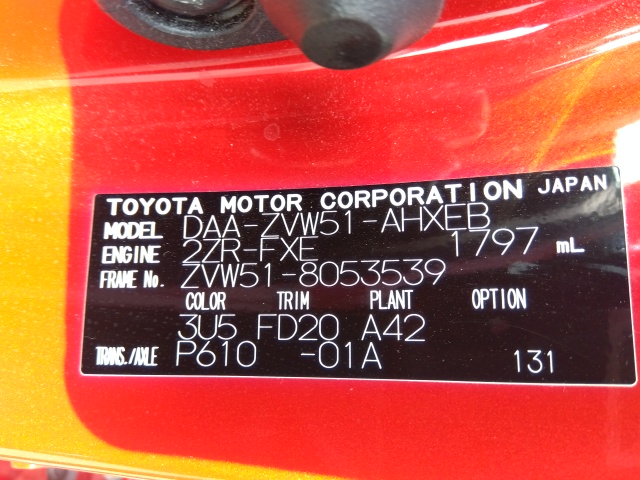 TOYOTA MOTOR CORPORATION JAPAN
MODEL DAA-ZVW51-AHXEB
ENGINE 2ZR-FXE 1797 mL
FRAME No. ZVW51-8053539
COLOR TRIM PLANT OPTION
3U5 FD20 A42
TRANS./AXLE P610 -01A 131